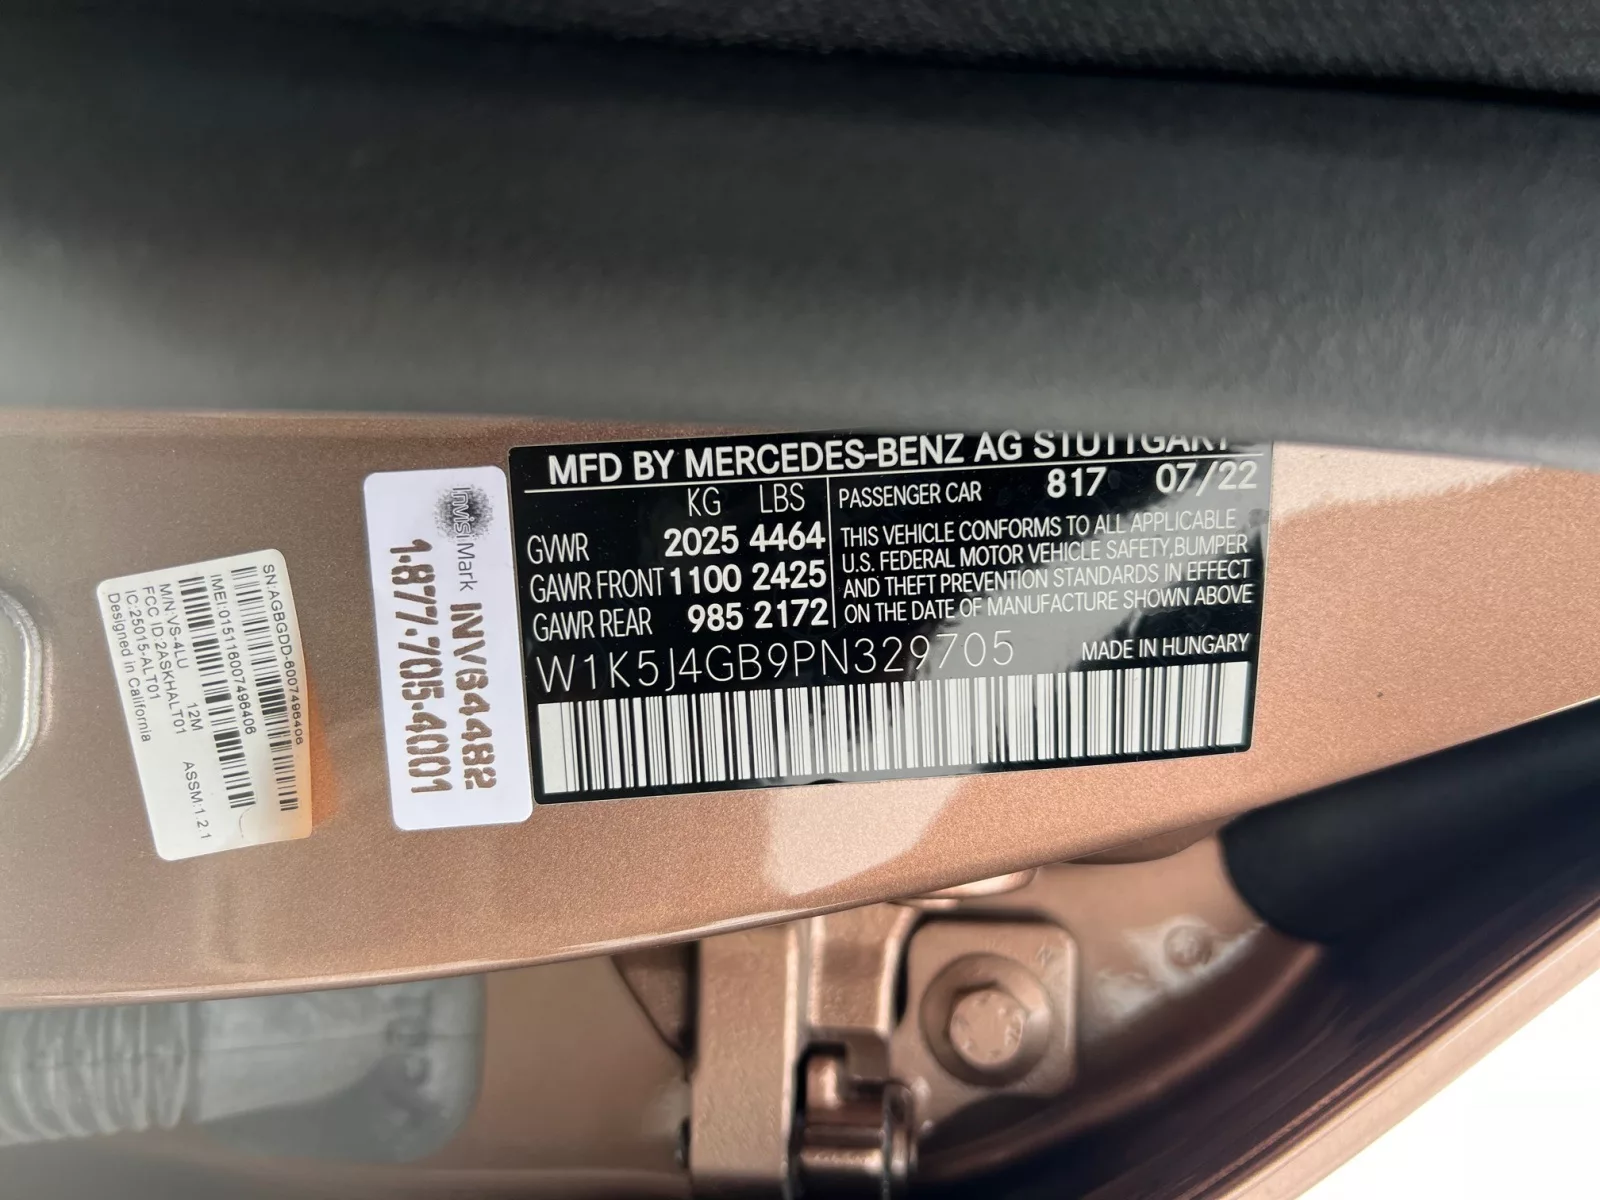 MFD BY MERCEDES-BENZ AG STUTTGART
KG LBS
GVWR 2025 4464
GAWR FRONT 1100 2425
GAWR REAR 985 2172
PASSENGER CAR 817 07/22
THIS VEHICLE CONFORMS TO ALL APPLICABLE
U.S. FEDERAL MOTOR VEHICLE SAFETY,BUMPER
AND THEFT PREVENTION STANDARDS IN EFFECT
ON THE DATE OF MANUFACTURE SHOWN ABOVE
W1K5J4GB9PN329705
MADE IN HUNGARY
InvisiMark INV34482
1-877-705-4001
SN:AGBGDD-6007498406
IMEI:015116007498406
M/N:VS-4LU 12M ASSM:1.2.1
FCC ID:2ASKHALT01
IC:25015-ALT01
Designed in California
TOP